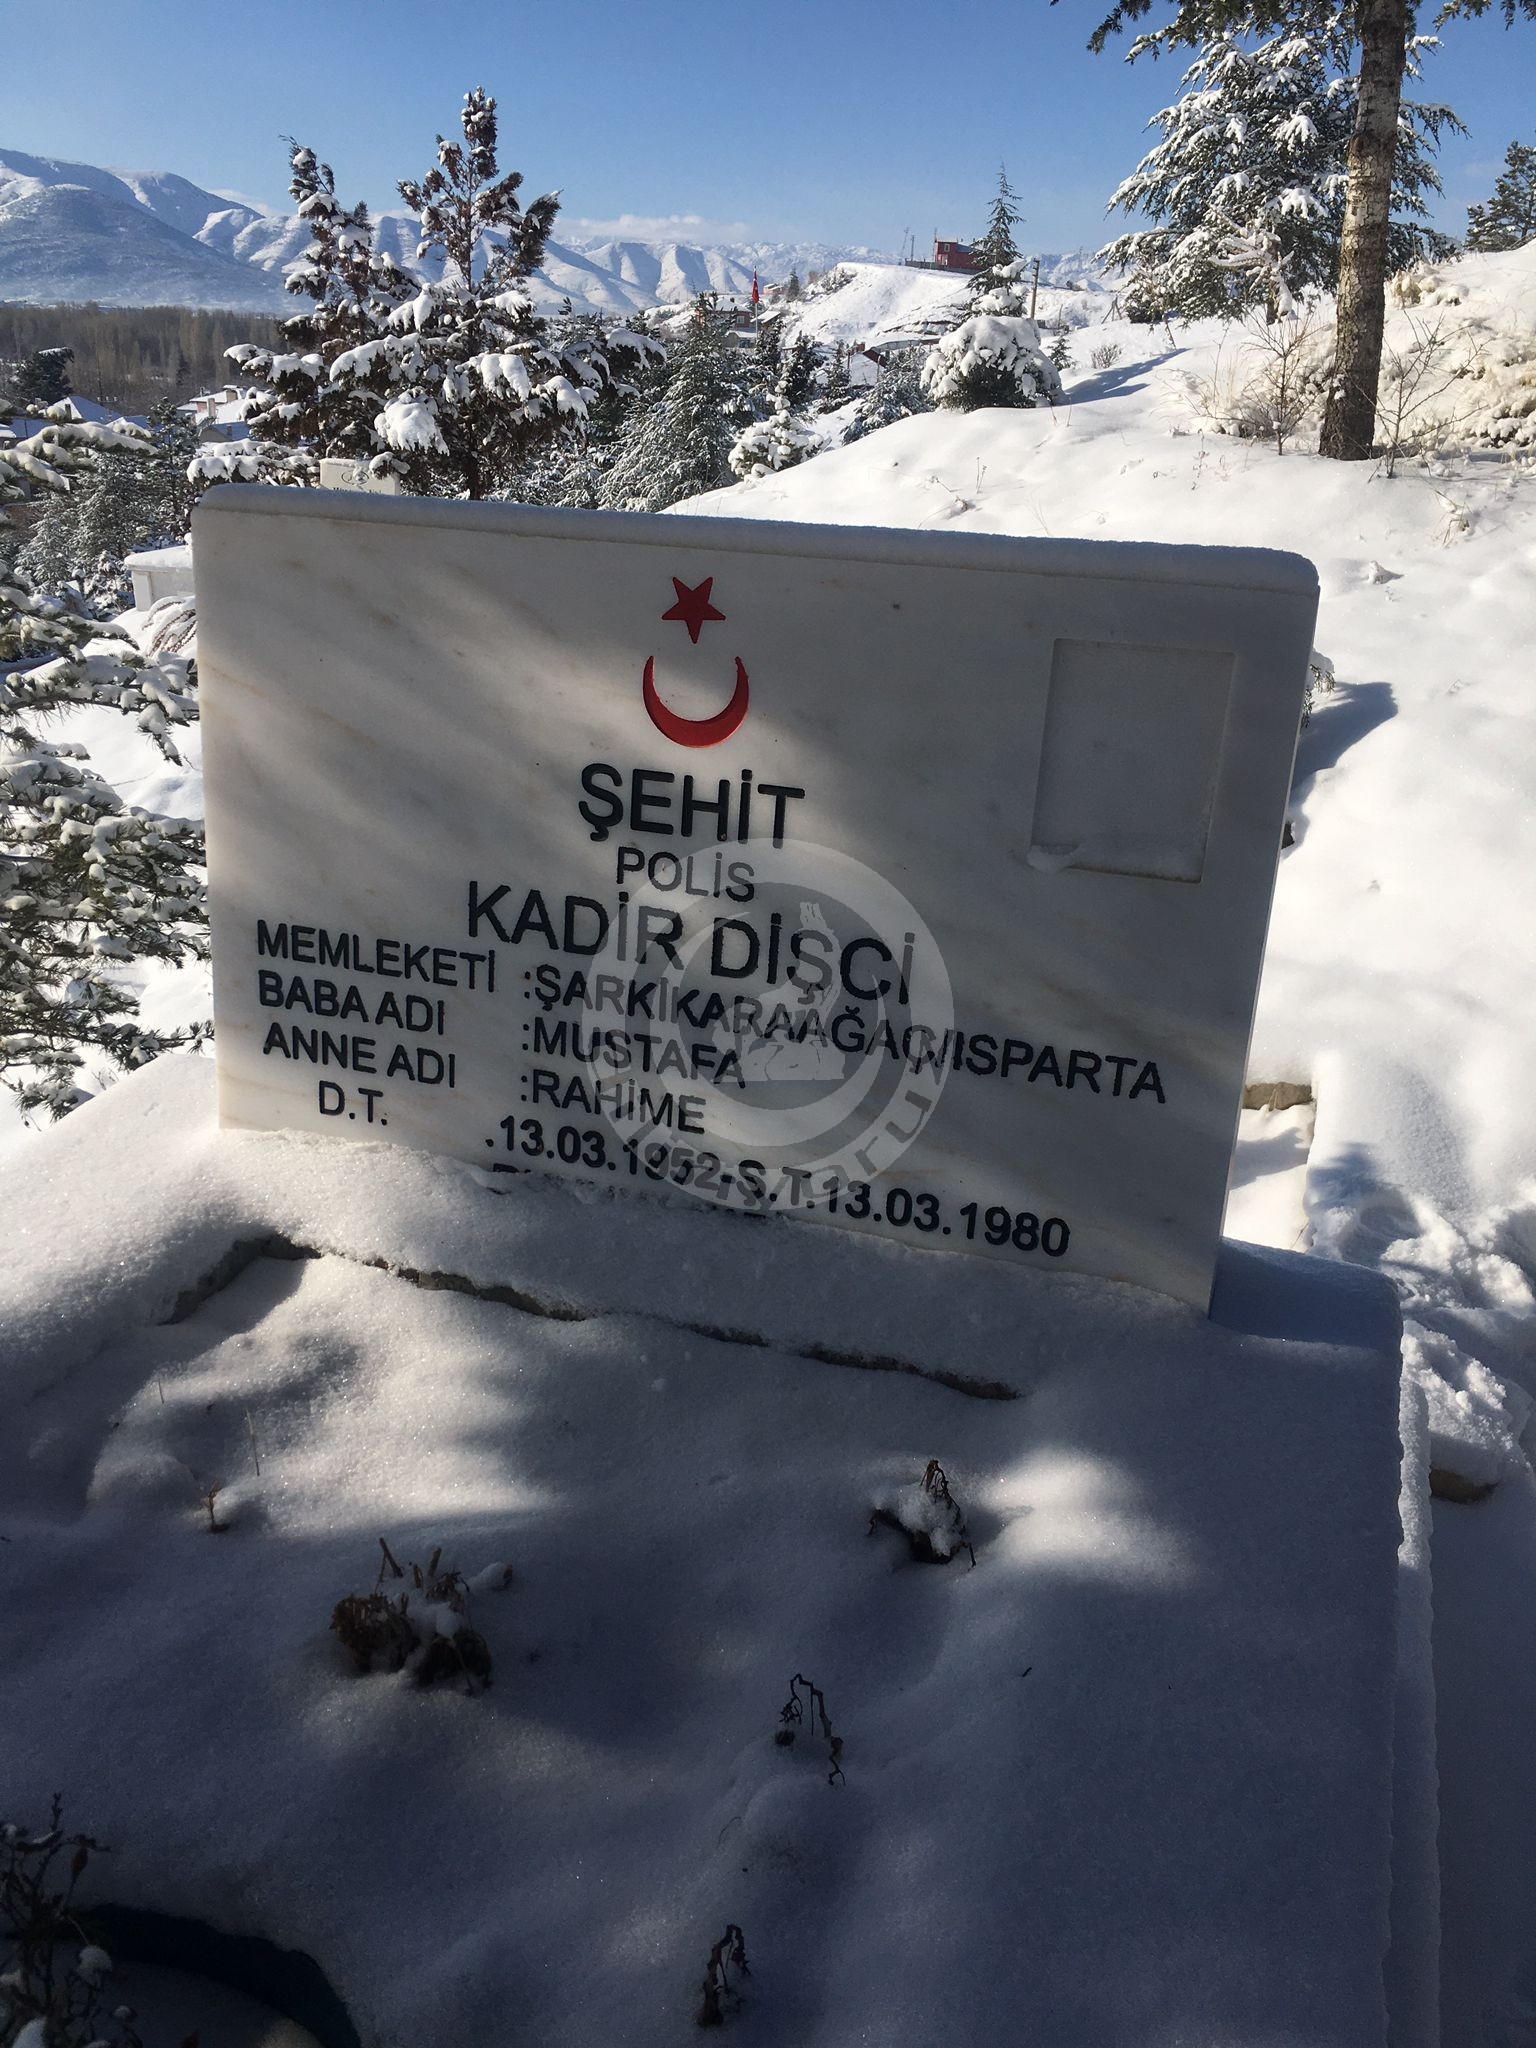 ŞEHİT
POLİS
KADİR DİŞÇİ
MEMLEKETİ :ŞARKİKARAAĞAÇ/ISPARTA
BABA ADI :MUSTAFA
ANNE ADI :RAHİME
D.T. .13.03.1952-Ş.T.13.03.1980